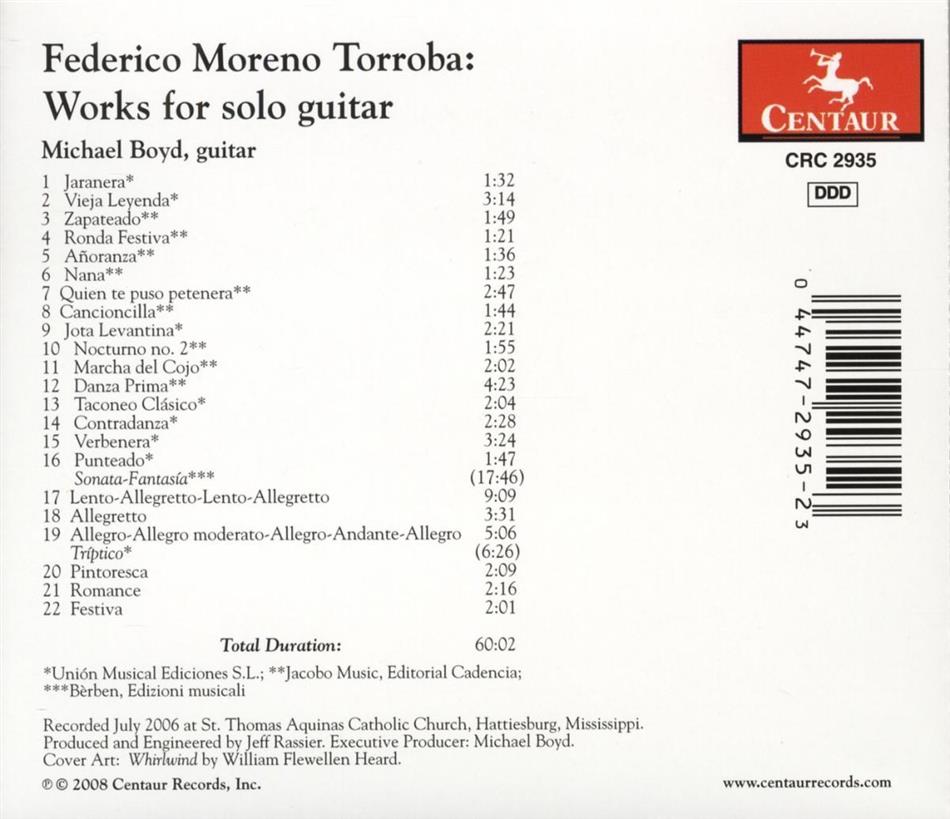 Federico Moreno Torroba:
Works for solo guitar
Michael Boyd, guitar
1 Jaranera* 1:32
2 Vieja Leyenda* 3:14
3 Zapateado** 1:49
4 Ronda Festiva** 1:21
5 Añoranza** 1:36
6 Nana** 1:23
7 Quien te puso petenera** 2:47
8 Cancioncilla** 1:44
9 Jota Levantina* 2:21
10 Nocturno no. 2** 1:55
11 Marcha del Cojo** 2:02
12 Danza Prima** 4:23
13 Taconeo Clásico* 2:04
14 Contradanza* 2:28
15 Verbenera* 3:24
16 Punteado* 1:47
Sonata-Fantasía*** (17:46)
17 Lento-Allegretto-Lento-Allegretto 9:09
18 Allegretto 3:31
19 Allegro-Allegro moderato-Allegro-Andante-Allegro 5:06
Tríptico* (6:26)
20 Pintoresca 2:09
21 Romance 2:16
22 Festiva 2:01
Total Duration: 60:02
*Unión Musical Ediciones S.L.; **Jacobo Music, Editorial Cadencia;
***Bèrben, Edizioni musicali
Recorded July 2006 at St. Thomas Aquinas Catholic Church, Hattiesburg, Mississippi.
Produced and Engineered by Jeff Rassier. Executive Producer: Michael Boyd.
Cover Art: Whirlwind by William Flewellen Heard.
℗ © 2008 Centaur Records, Inc.
CENTAUR
CRC 2935
DDD
0 44747-2935-2 3
www.centaurrecords.com